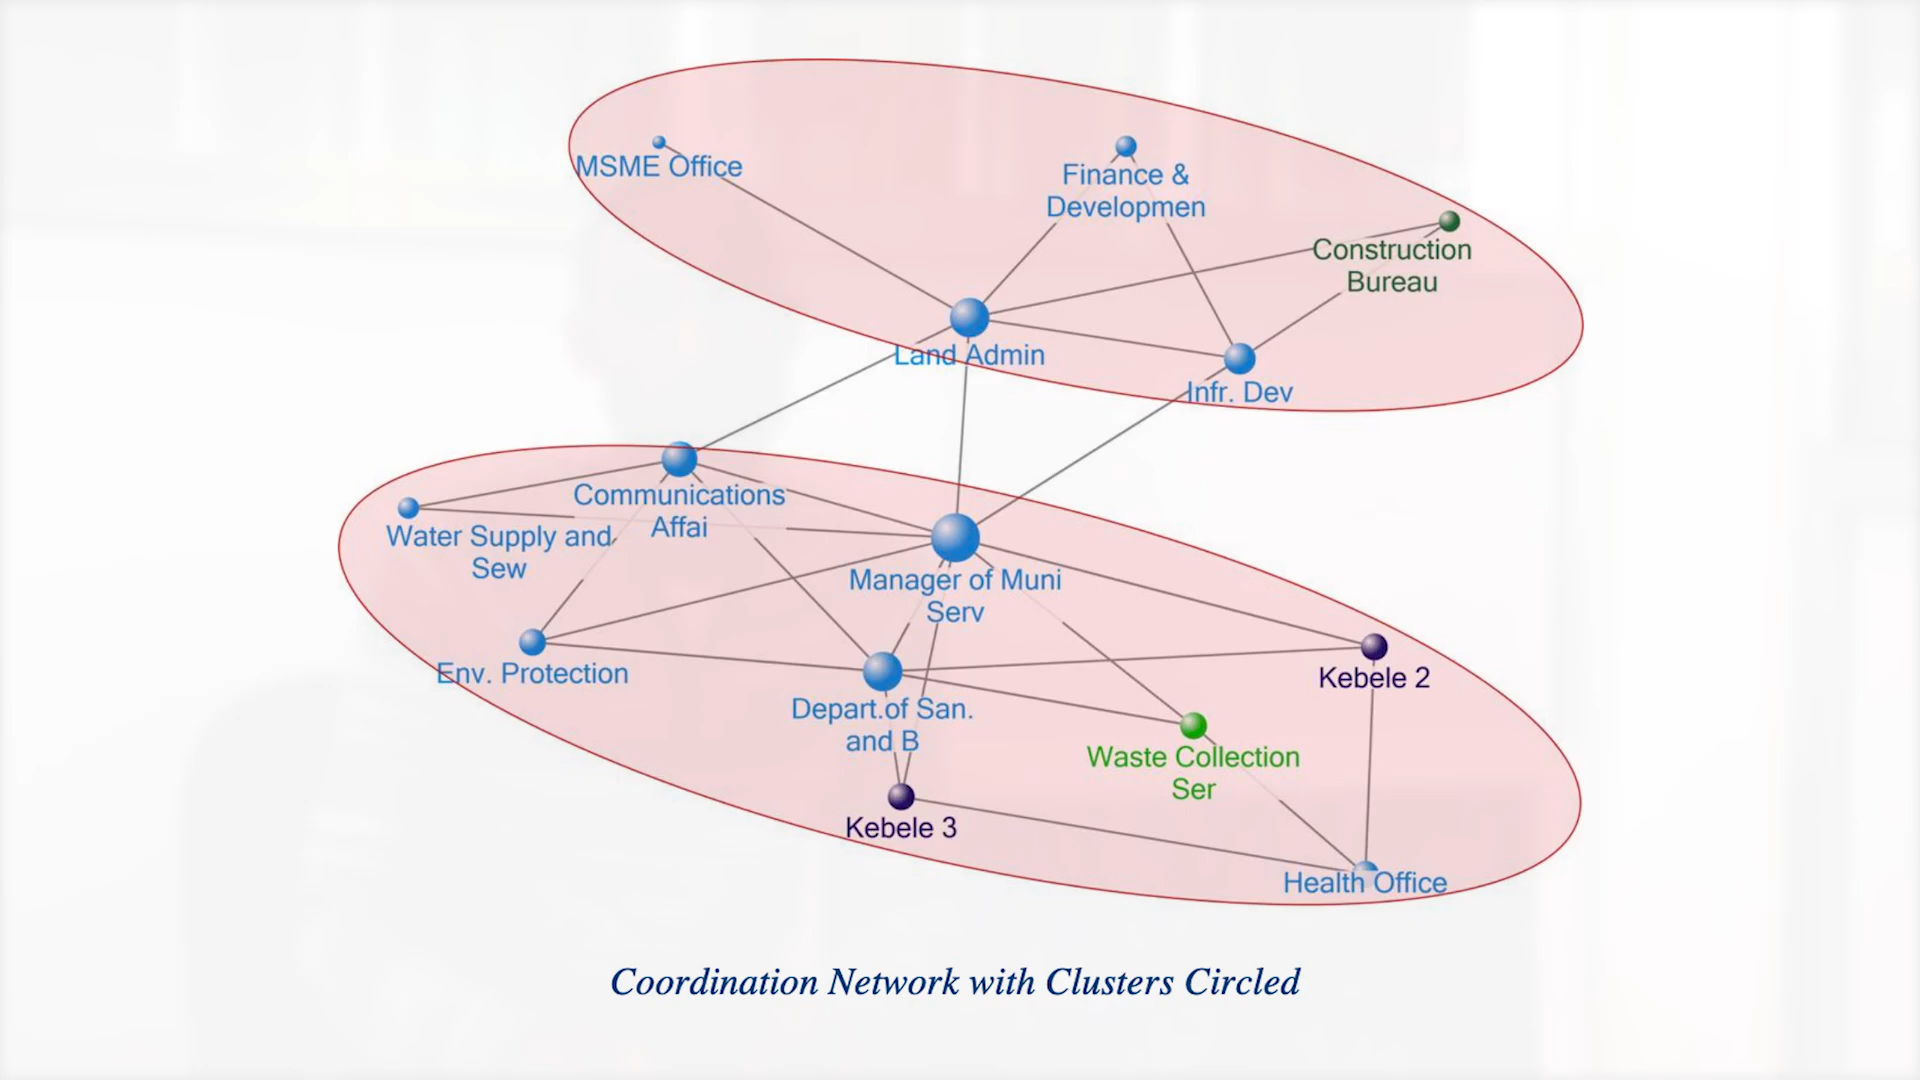 MSME Office
Finance &
Developmen
Construction
Bureau
Land Admin
Infr. Dev
Communications
Affai
Water Supply and
Sew
Manager of Muni
Serv
Env. Protection
Kebele 2
Depart.of San.
and B
Waste Collection
Ser
Kebele 3
Health Office
Coordination Network with Clusters Circled